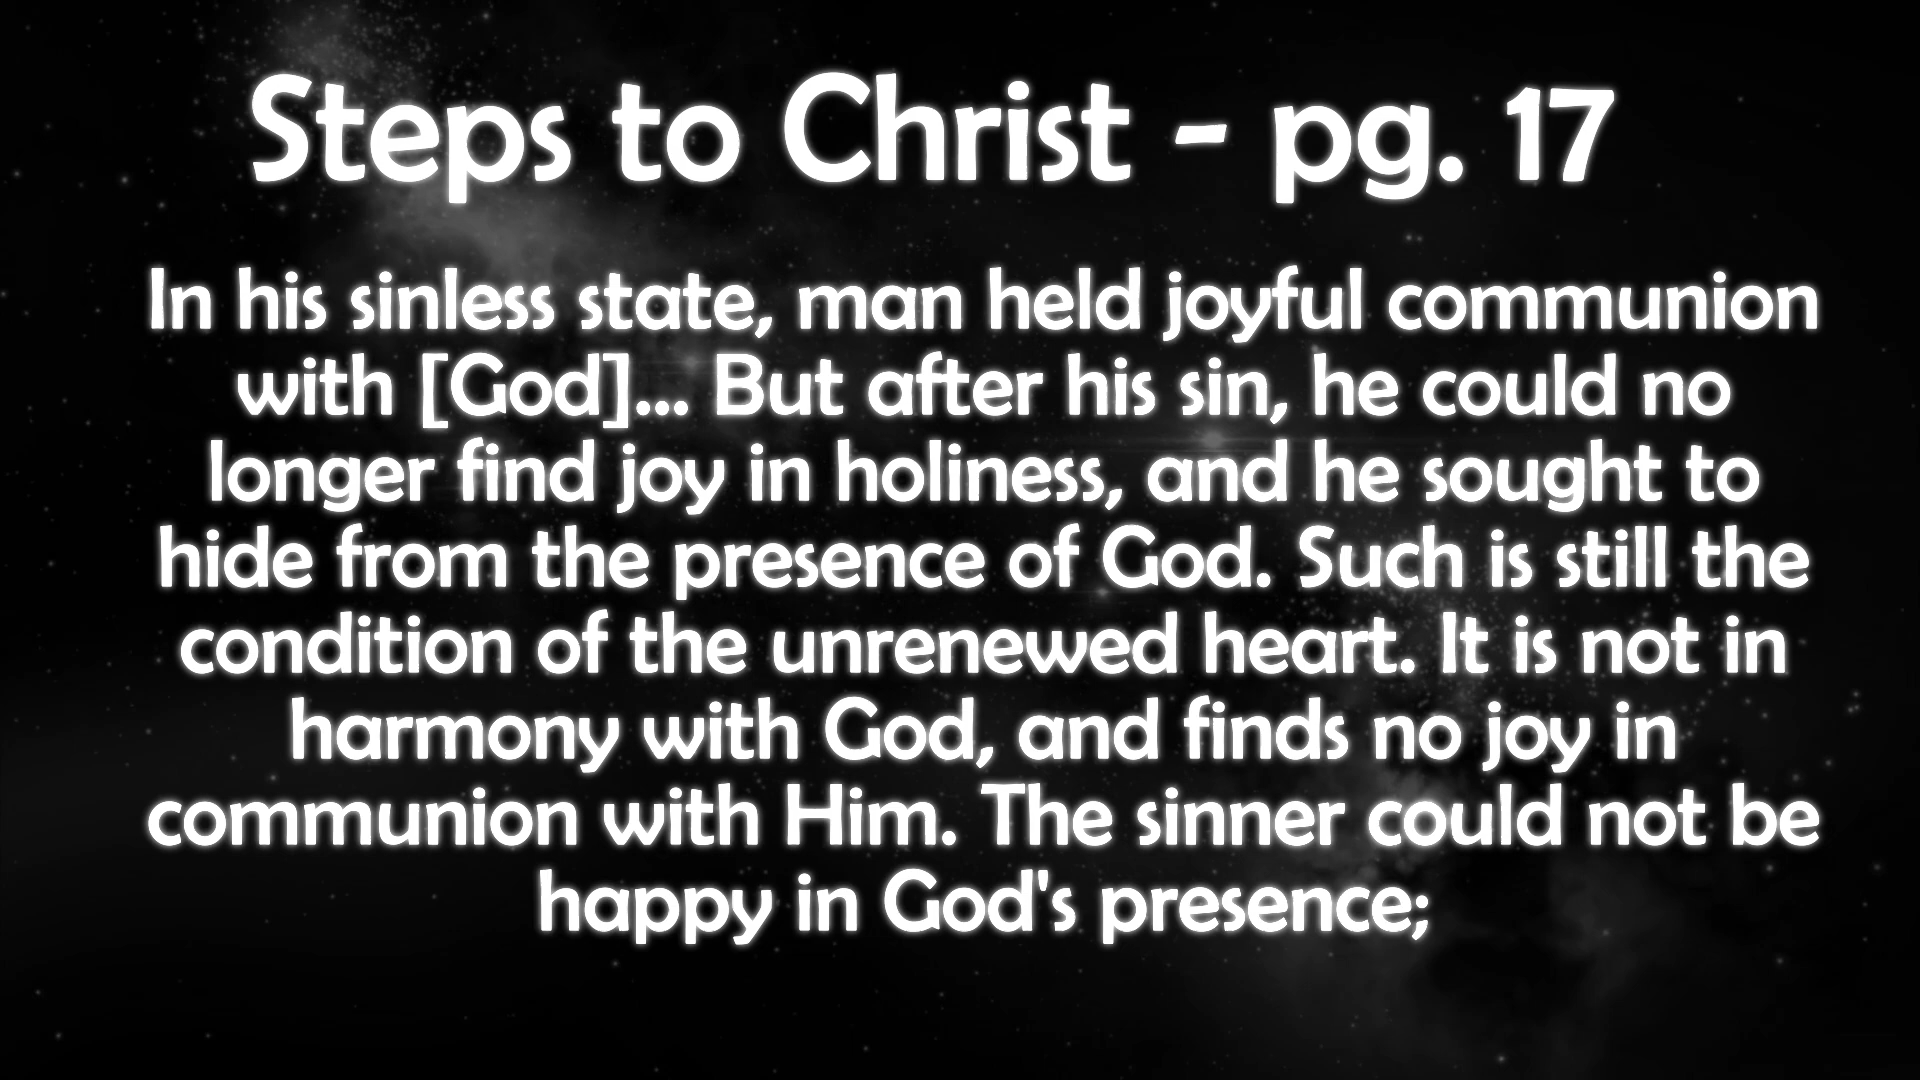 Steps to Christ - pg. 17
In his sinless state, man held joyful communion
with [God]... But after his sin, he could no
longer find joy in holiness, and he sought to
hide from the presence of God. Such is still the
condition of the unrenewed heart. It is not in
harmony with God, and finds no joy in
communion with Him. The sinner could not be
happy in God's presence;